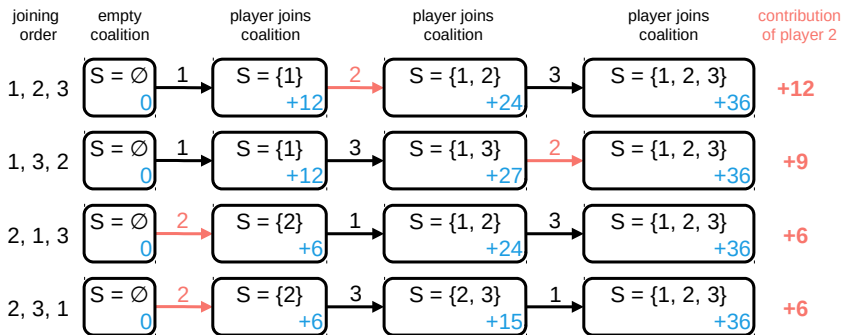 joining order
empty coalition
player joins coalition
player joins coalition
player joins coalition
contribution of player 2
1, 2, 3
S = ∅
0
1
S = {1}
+12
2
S = {1, 2}
+24
3
S = {1, 2, 3}
+36
+12
1, 3, 2
S = ∅
0
1
S = {1}
+12
3
S = {1, 3}
+27
2
S = {1, 2, 3}
+36
+9
2, 1, 3
S = ∅
0
2
S = {2}
+6
1
S = {1, 2}
+24
3
S = {1, 2, 3}
+36
+6
2, 3, 1
S = ∅
0
2
S = {2}
+6
3
S = {2, 3}
+15
1
S = {1, 2, 3}
+36
+6